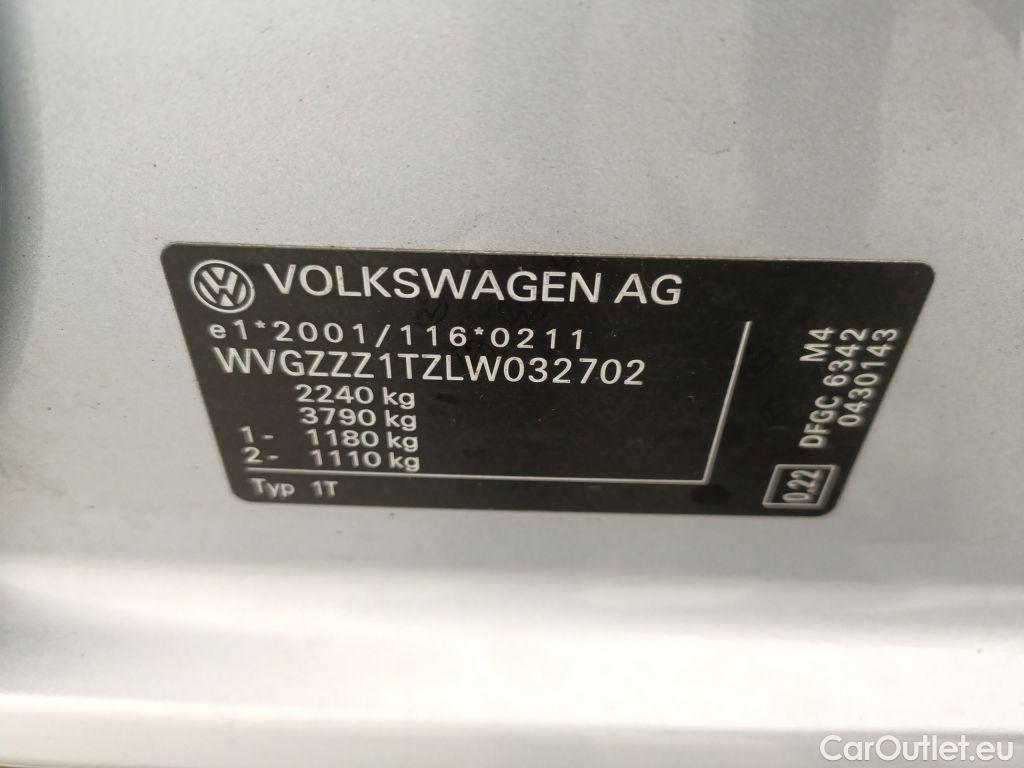 VOLKSWAGEN AG
e1*2001/116*0211
WVGZZZ1TZLW032702
2240 kg
3790 kg
1- 1180 kg
2- 1110 kg
Typ 1T
M4
DFGC 6342
0430143
0.22
CarOutlet.eu